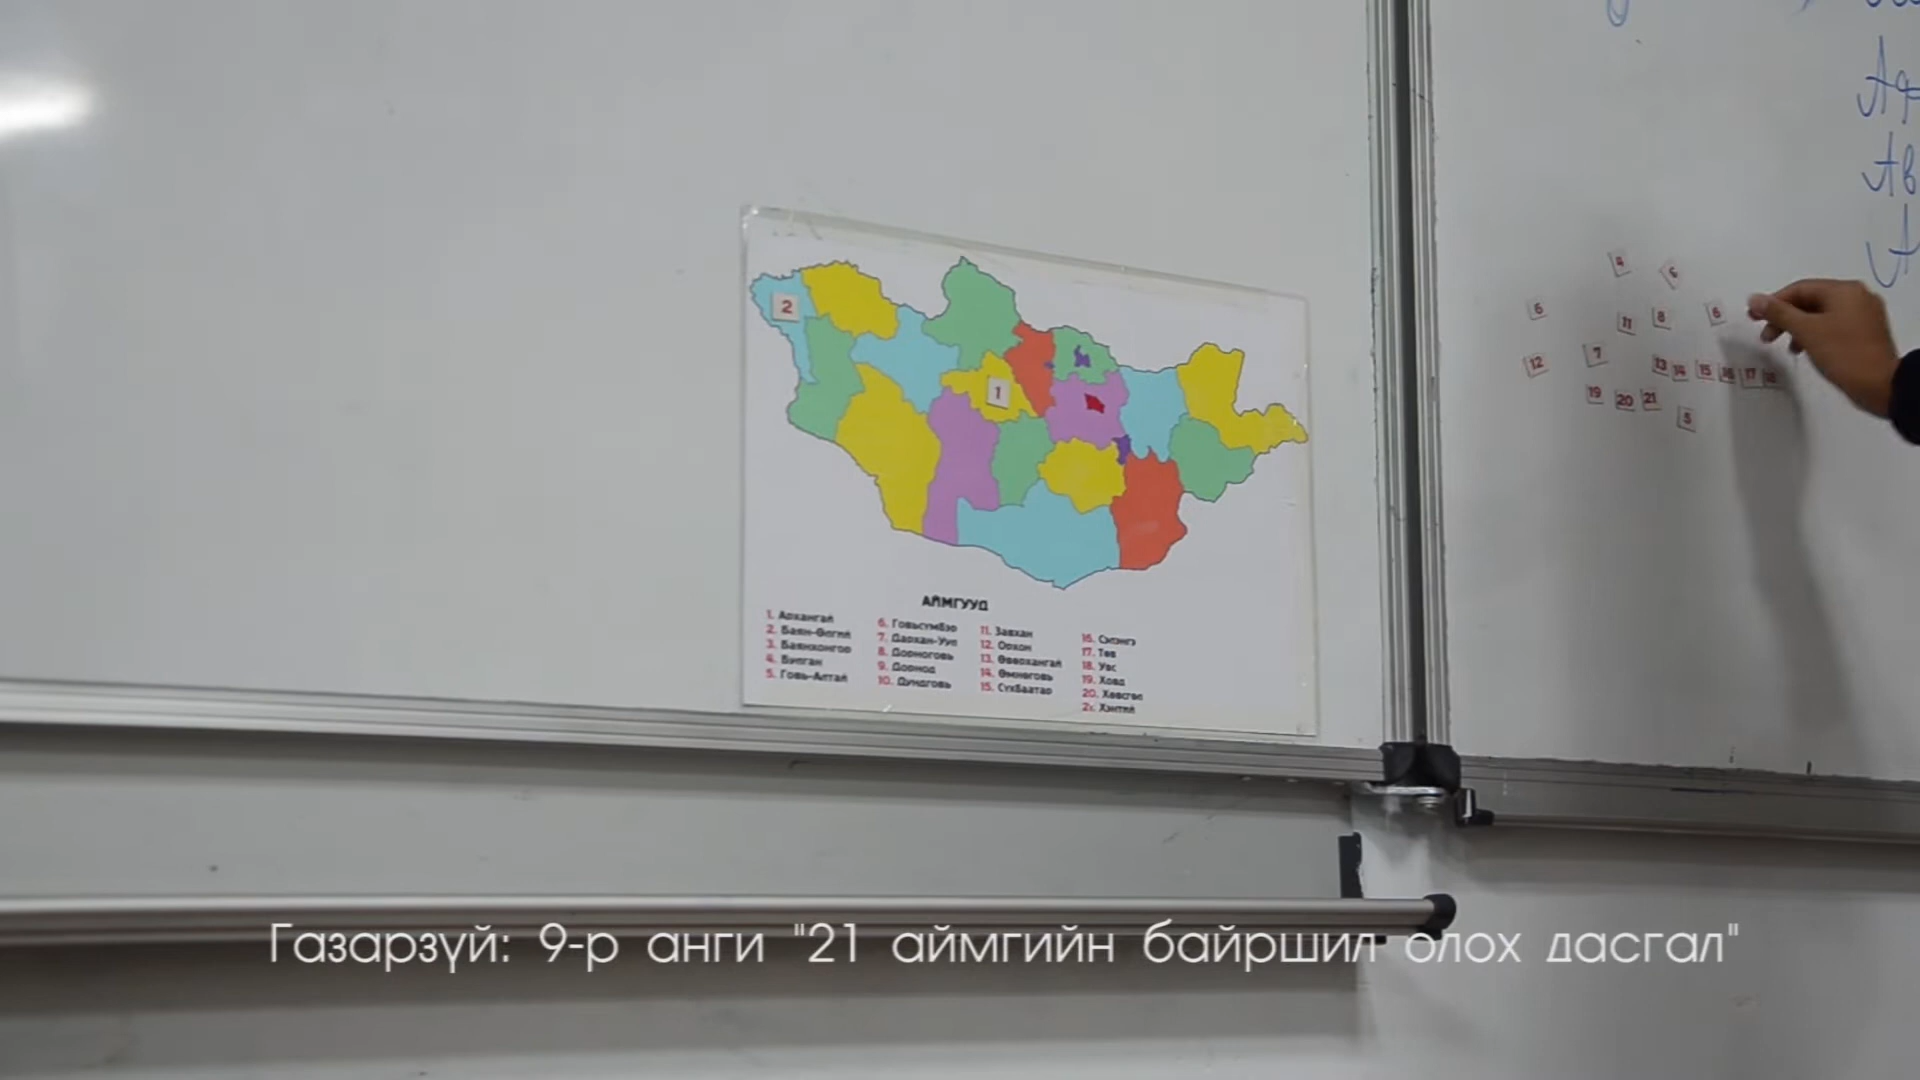 2
1
АЙМГУУД
1. Архангай
2. Баян-Өлгий
3. Баянхонгор
4. Булган
5. Говь-Алтай
6. Говьсүмбэр
7. Дархан-Уул
8. Дорноговь
9. Дорнод
10. Дундговь
11. Завхан
12. Орхон
13. Өвөрхангай
14. Өмнөговь
15. Сүхбаатар
16. Сэлэнгэ
17. Төв
18. Увс
19. Ховд
20. Хөвсгөл
21. Хэнтий
4
6 11 8 6
12 7 13 14 15 16 17 18
19 20 21
5
Ав
Газарзүй: 9-р анги "21 аймгийн байршил олох дасгал"